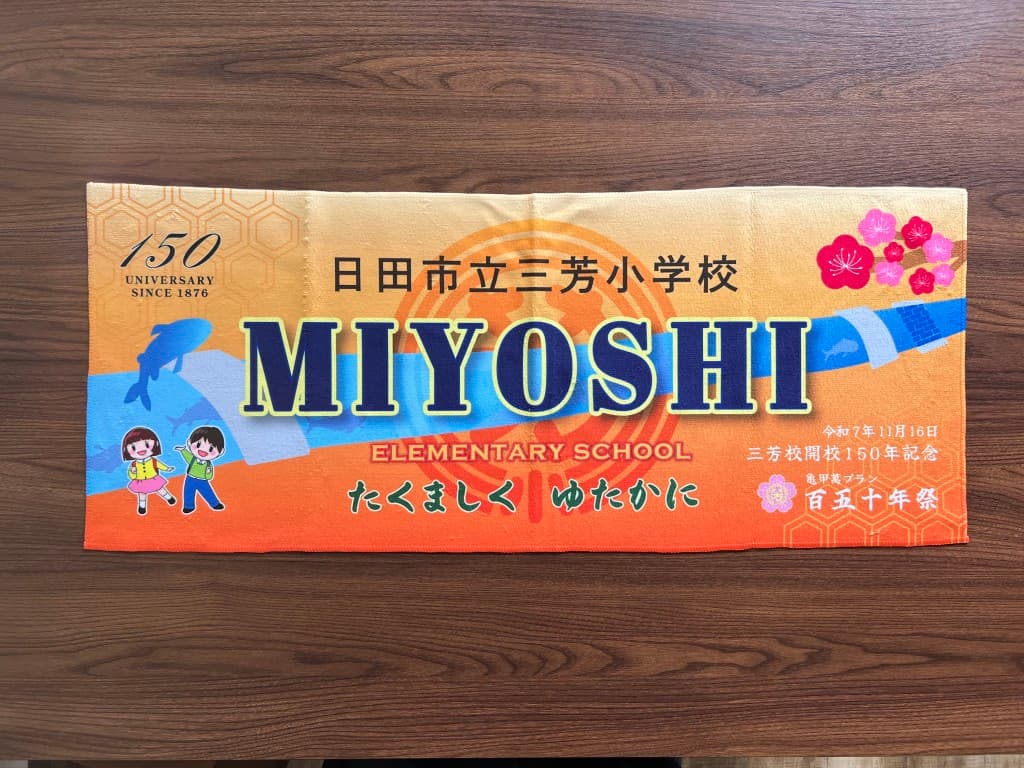 150
UNIVERSARY
SINCE 1876
日田市立三芳小学校
MIYOSHI
ELEMENTARY SCHOOL
たくましく ゆたかに
令和7年11月16日
三芳校開校150年記念
亀甲萬プラン
百五十年祭